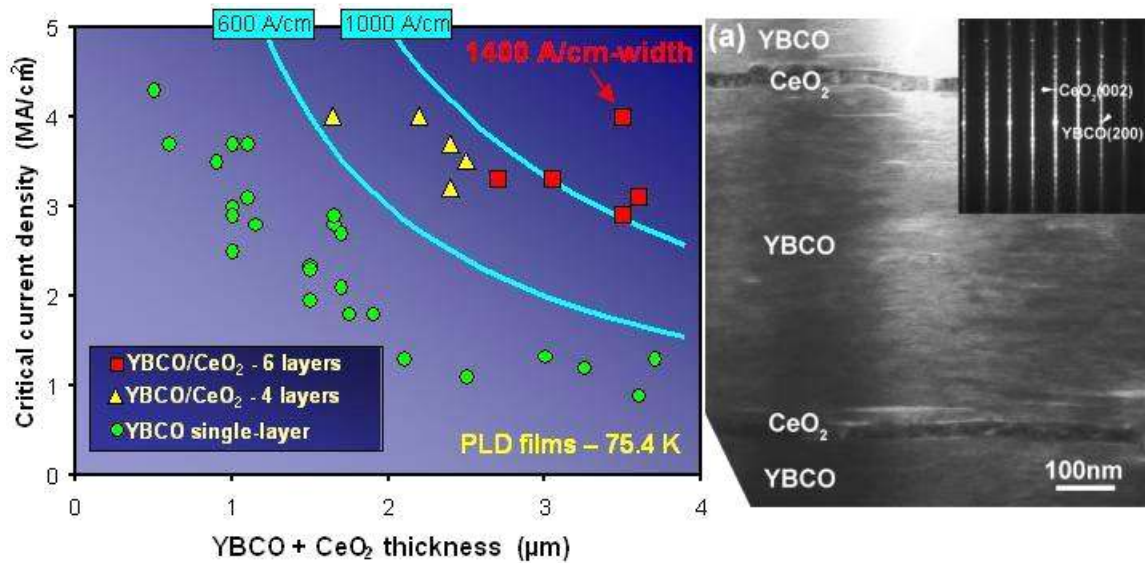 5
4
3
2
1
0
Critical current density (MA/cm²)
600 A/cm
1000 A/cm
1400 A/cm-width
YBCO/CeO₂ - 6 layers
YBCO/CeO₂ - 4 layers
YBCO single-layer
PLD films – 75.4 K
0 1 2 3 4
YBCO + CeO₂ thickness (µm)
(a)
YBCO
CeO₂
CeO₂(002)
YBCO(200)
YBCO
CeO₂
YBCO
100nm